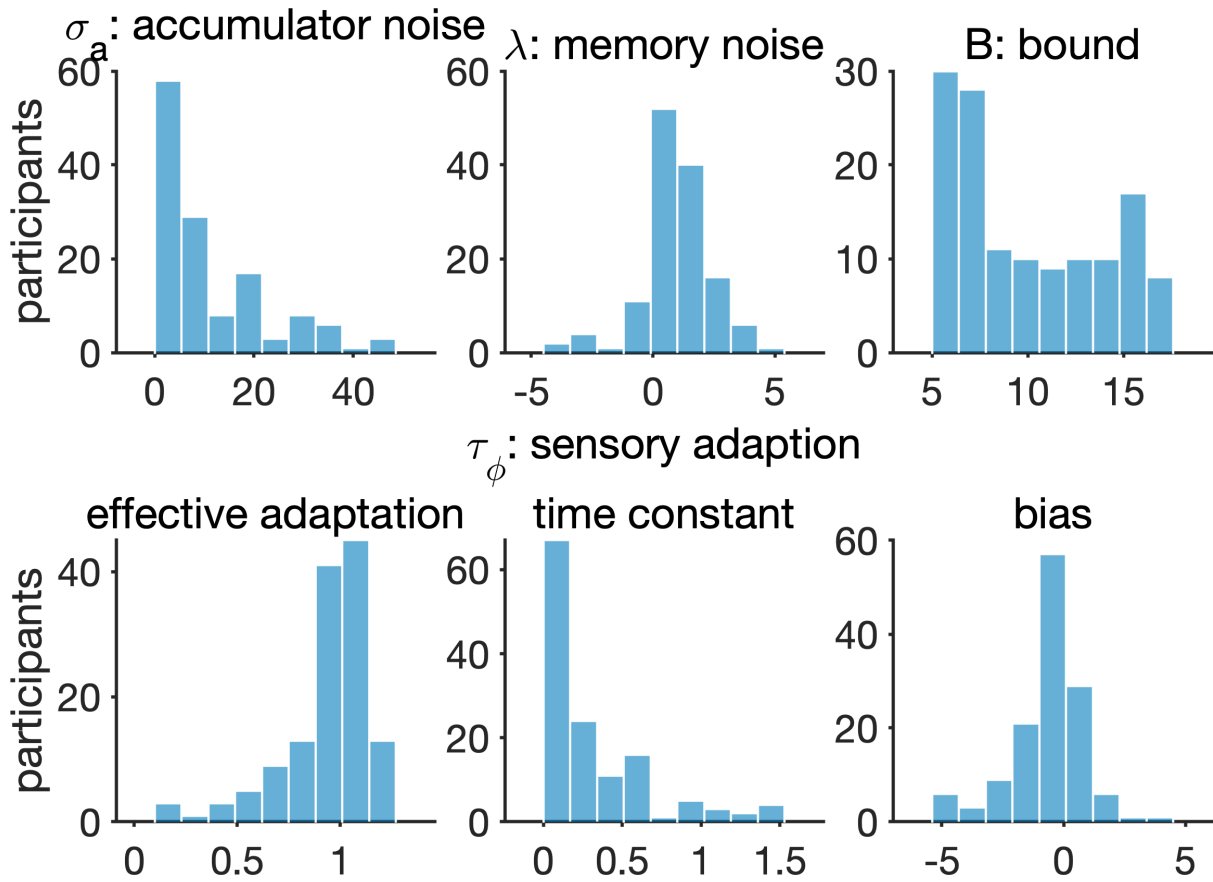 σa: accumulator noise
λ: memory noise
B: bound
participants
60
40
20
0
0 20 40
60
40
20
0
-5 0 5
30
20
10
0
5 10 15
τϕ: sensory adaption
effective adaptation
time constant
bias
participants
40
20
0
0 0.5 1
60
40
20
0
0 0.5 1 1.5
60
40
20
0
-5 0 5